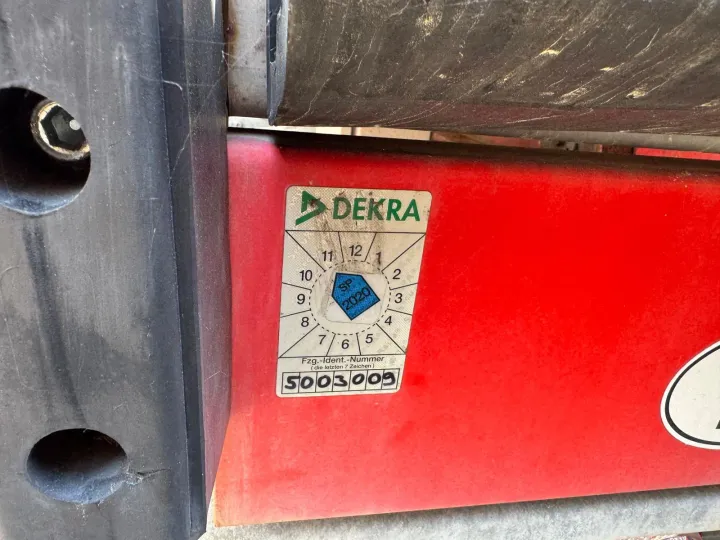 DEKRA
11 12 1
10 2
9 3
8 4
7 6 5
SP
2020
Fzg.-Ident.-Nummer
(die letzten 7 Zeichen)
5003009